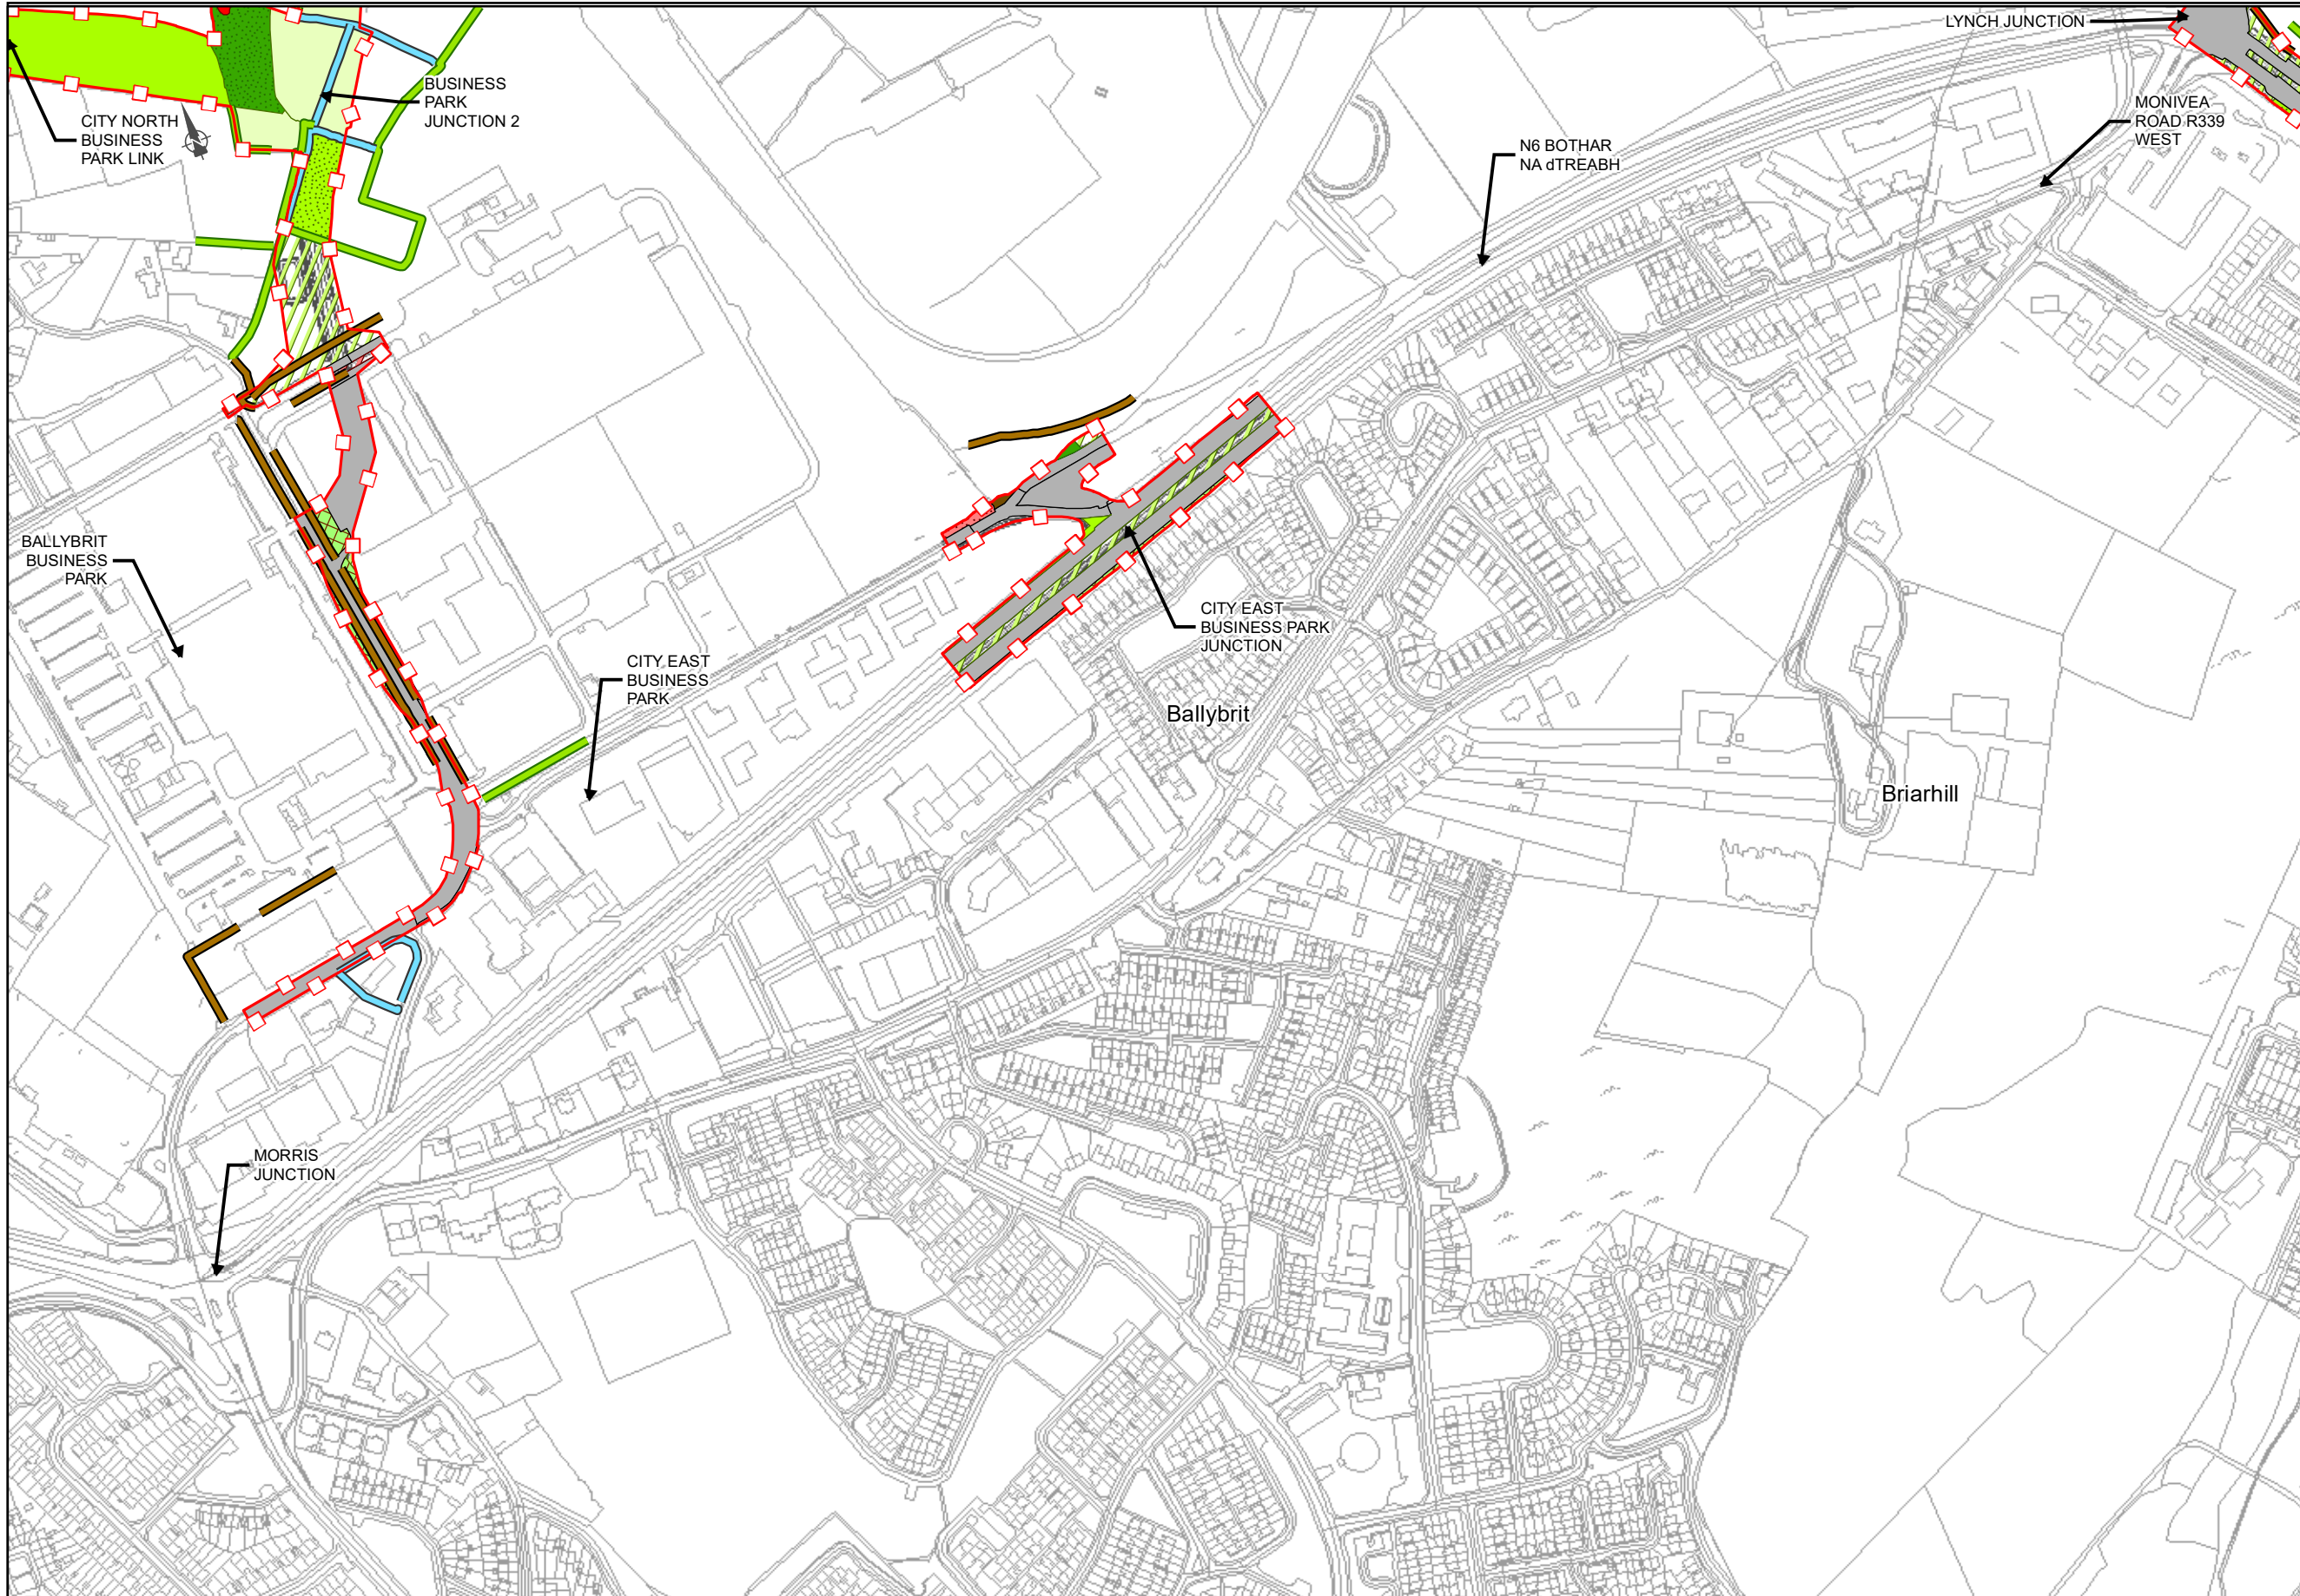 LYNCH JUNCTION
BUSINESS
PARK
JUNCTION 2
CITY NORTH
BUSINESS
PARK LINK
MONIVEA
ROAD R339
WEST
N6 BOTHAR
NA dTREABH
BALLYBRIT
BUSINESS
PARK
CITY EAST
BUSINESS PARK
JUNCTION
CITY EAST
BUSINESS
PARK
Ballybrit
Briarhill
MORRIS
JUNCTION